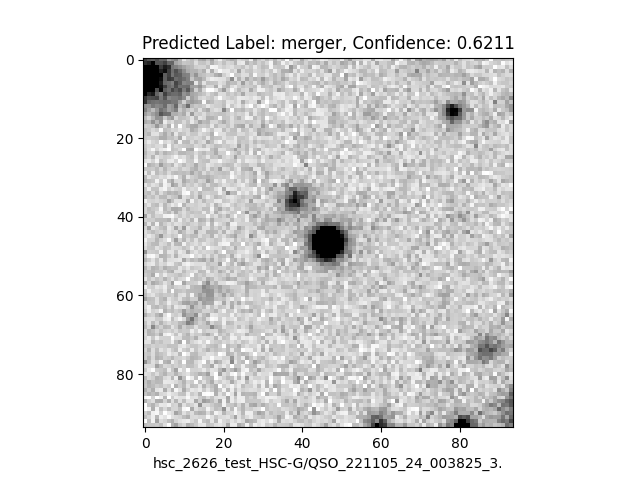 Predicted Label: merger, Confidence: 0.6211
0
20
40
60
80
0 20 40 60 80
hsc_2626_test_HSC-G/QSO_221105_24_003825_3.